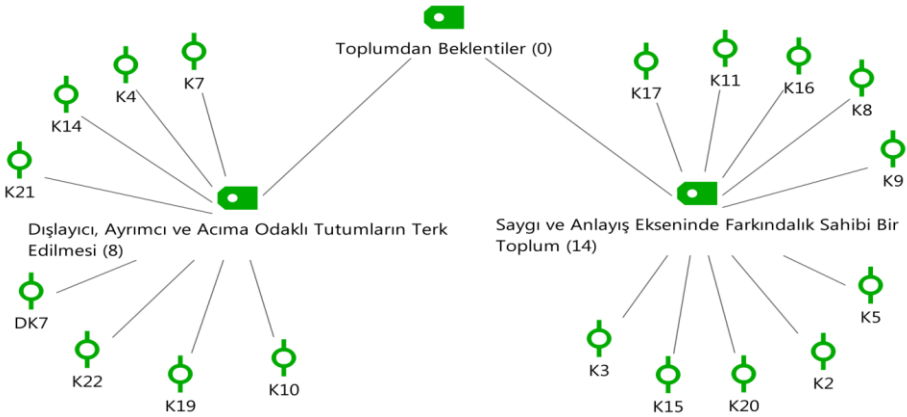 Toplumdan Beklentiler (0)
K7
K4
K14
K21
K17
K11
K16
K8
K9
Dışlayıcı, Ayrımcı ve Acıma Odaklı Tutumların Terk
Edilmesi (8)
Saygı ve Anlayış Ekseninde Farkındalık Sahibi Bir
Toplum (14)
DK7
K22
K19
K10
K3
K15
K20
K2
K5